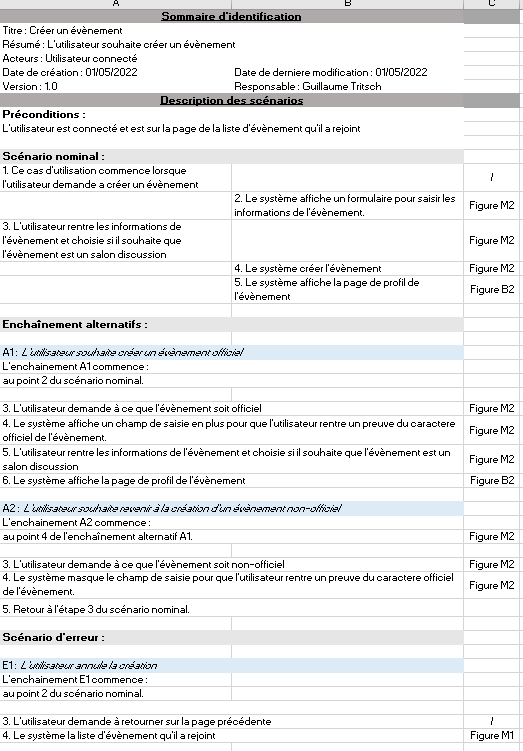 A B C
Sommaire d'identification
Titre : Créer un évènement
Résumé : L'utilisateur souhaite créer un évènement
Acteurs : Utilisateur connecté
Date de création : 01/05/2022 Date de derniere modification : 01/05/2022
Version : 1.0 Responsable : Guillaume Tritsch
Description des scénarios
Préconditions :
L'utilisateur est connecté et est sur la page de la liste d'évènement qu'il a rejoint
Scénario nominal :
1. Ce cas d'utilisation commence lorsque
l'utilisateur demande a créer un évènement
/
2. Le système affiche un formulaire pour saisir les
informations de l'évènement.
Figure M2
3. L'utilisateur rentre les informations de
l'évènement et choisie si il souhaite que
l'évènement est un salon discussion
Figure M2
4. Le système créer l'évènement Figure M2
5. Le système affiche la page de profil de
l'évènement
Figure B2
Enchaînement alternatifs :
A1 : L'utilisateur souhaite créer un évènement officiel
L'enchainement A1 commence :
au point 2 du scénario nominal.
3. L'utilisateur demande à ce que l'évènement soit officiel Figure M2
4. Le système affiche un champ de saisie en plus pour que l'utilisateur rentre un preuve du caractere
officiel de l'évènement.
Figure M2
5. L'utilisateur rentre les informations de l'évènement et choisie si il souhaite que l'évènement est un
salon discussion
Figure M2
6. Le système affiche la page de profil de l'évènement Figure B2
A2 : L'utilisateur souhaite revenir à la création d'un évènement non-officiel
L'enchainement A2 commence :
au point 4 de l'enchaînement alternatif A1. Figure M2
3. L'utilisateur demande à ce que l'évènement soit non-officiel Figure M2
4. Le système masque le champ de saisie pour que l'utilisateur rentre un preuve du caractere officiel
de l'évènement.
Figure M2
5. Retour à l'étape 3 du scénario nominal.
Scénario d'erreur :
E1 : L'utilisateur annule la création
L'enchainement E1 commence :
au point 2 du scénario nominal.
3. L'utilisateur demande à retourner sur la page précédente /
4. Le système la liste d'évènement qu'il a rejoint Figure M1